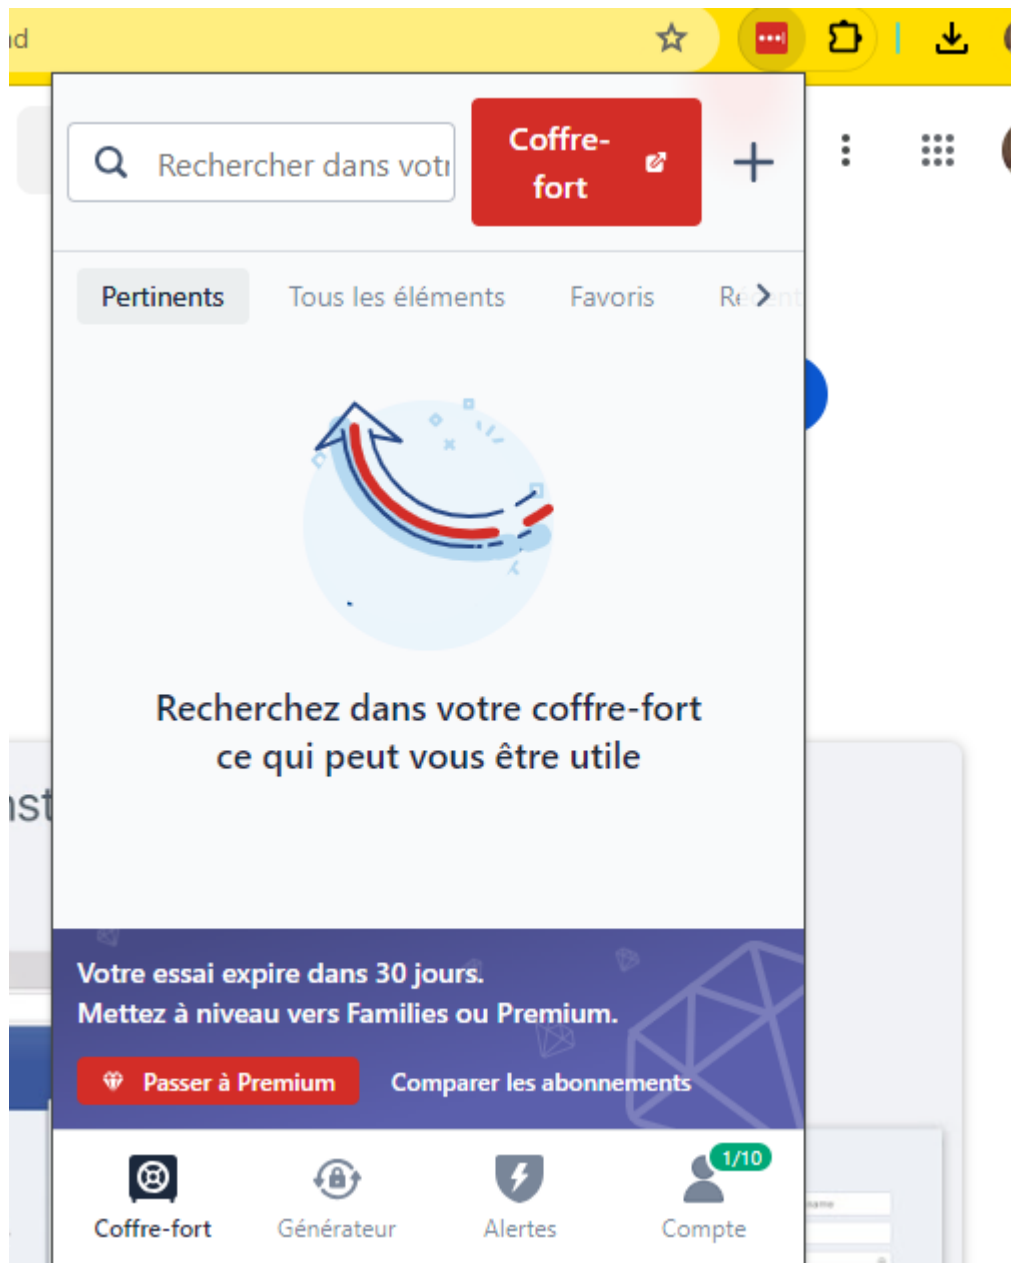 Rechercher dans
Coffre-
fort
Pertinents
Tous les éléments
Favoris
Recherchez dans votre coffre-fort
ce qui peut vous être utile
Votre essai expire dans 30 jours.
Mettez à niveau vers Families ou Premium.
Passer à Premium
Comparer les abonnements
1/10
Coffre-fort
Générateur
Alertes
Compte